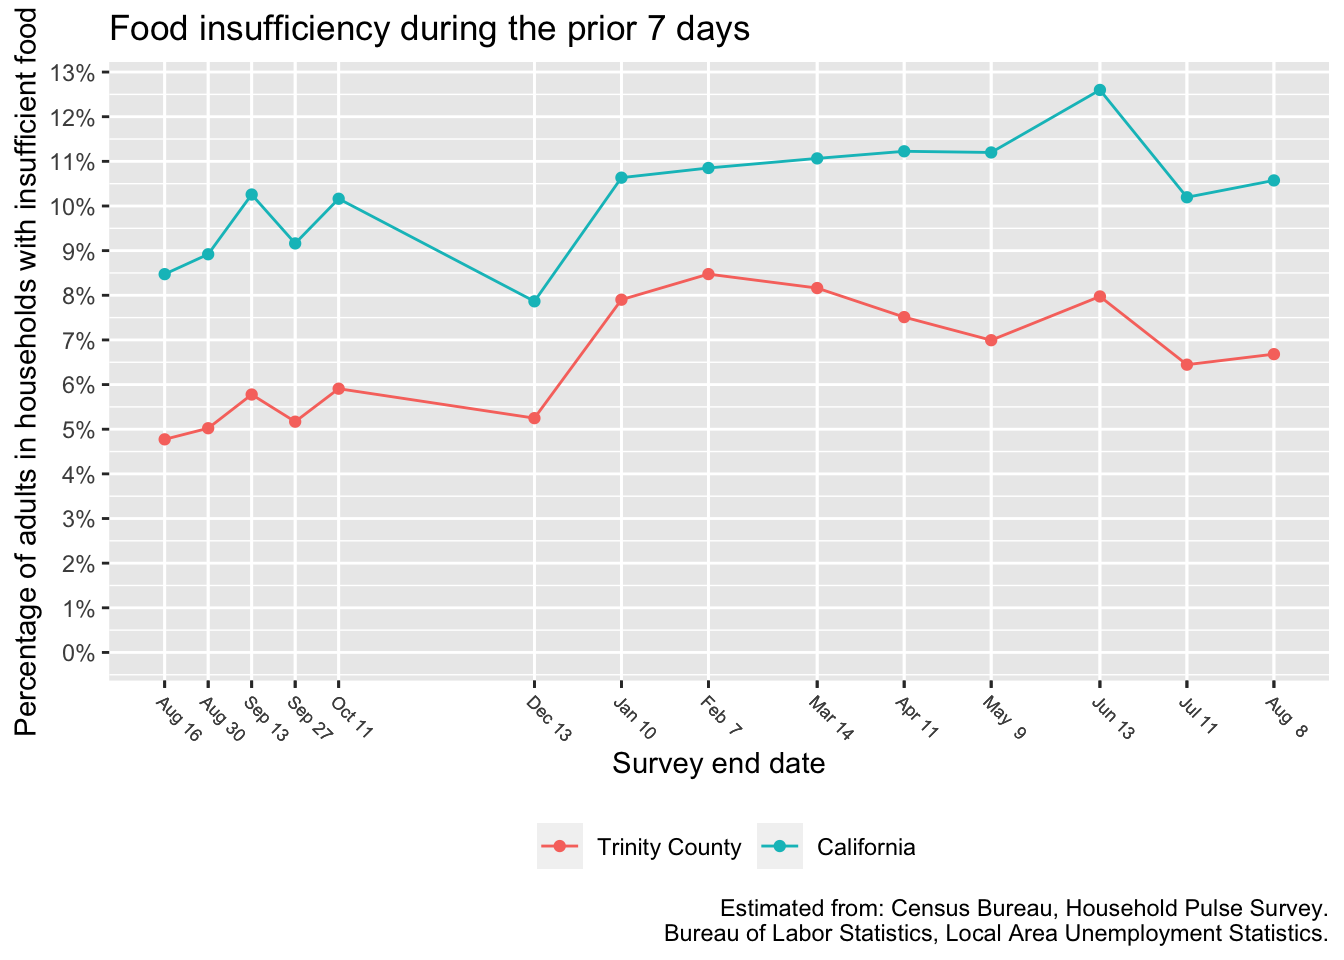 Food insufficiency during the prior 7 days
Percentage of adults in households with insufficient food
13%
12%
11%
10%
9%
8%
7%
6%
5%
4%
3%
2%
1%
0%
Aug 16
Aug 30
Sep 13
Sep 27
Oct 11
Dec 13
Jan 10
Feb 7
Mar 14
Apr 11
May 9
Jun 13
Jul 11
Aug 8
Survey end date
Trinity County
California
Estimated from: Census Bureau, Household Pulse Survey.
Bureau of Labor Statistics, Local Area Unemployment Statistics.